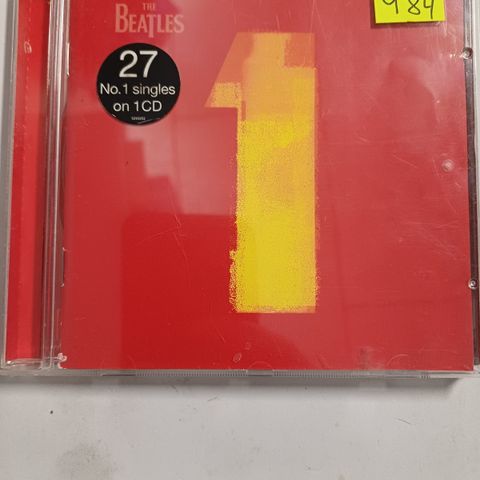 THE
BEATLES
984
27
No.1 singles
on 1CD
1